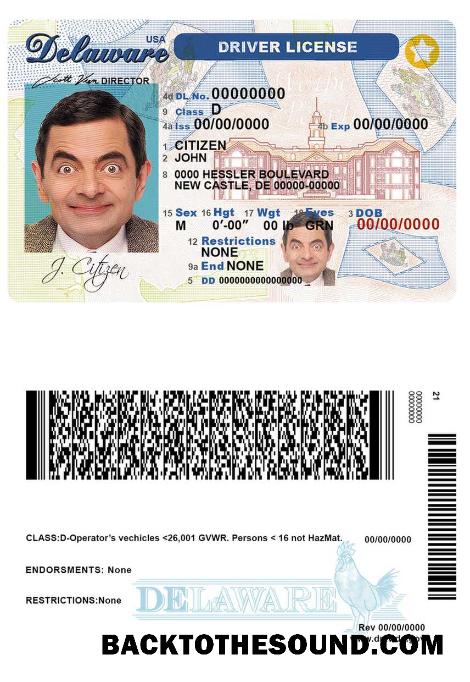 Delaware USA DRIVER LICENSE
DIRECTOR
4d DL.No. 00000000
9 Class D
4a Iss 00/00/0000 4b Exp 00/00/0000
1 CITIZEN
2 JOHN
8 0000 HESSLER BOULEVARD
NEW CASTLE, DE 00000-00000
15 Sex 16 Hgt 17 Wgt 18 Eyes 3 DOB
M 0'-00" 00 lb GRN 00/00/0000
12 Restrictions
NONE
9a End NONE
5 DD 0000000000000000
J. Citizen
21
00000000
00000000
CLASS:D-Operator's vechicles <26,001 GVWR. Persons < 16 not HazMat. 00/00/0000
ENDORSMENTS: None
RESTRICTIONS:None
DELAWARE
Rev 00/00/0000
BACKTOTHESOUND.COM